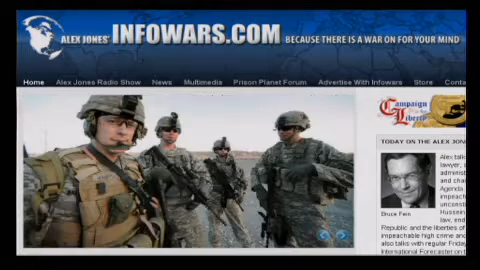 ALEX JONES' INFOWARS.COM BECAUSE THERE IS A WAR ON FOR YOUR MIND
Home Alex Jones Radio Show News Multimedia Prison Planet Forum Advertise With Infowars Store Conta
Campaign
Liberty
TODAY ON THE ALEX JON
Alex talks
lawyer,
administ
and cha
Agenda
impeach
unconsti
Hussein
law, end
Bruce Fein
Republic and the liberties of
impeachable high crime and
also talks with regular Friday
International Forecaster on t